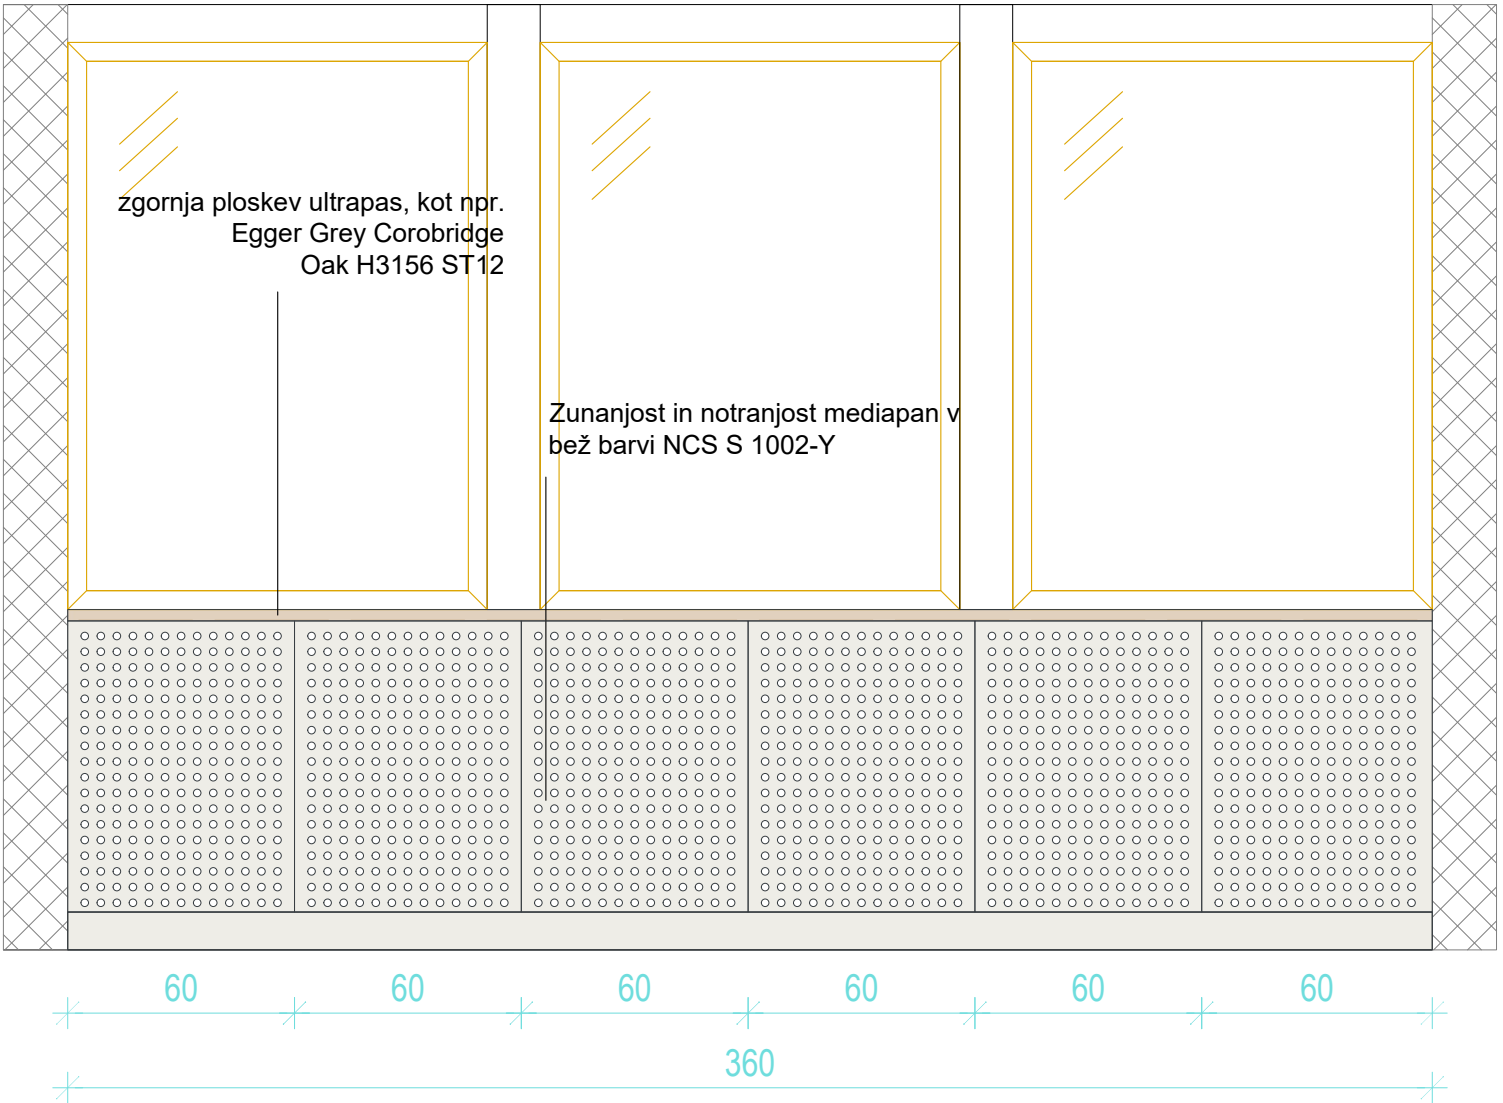 zgornja ploskev ultrapas, kot npr.
Egger Grey Corobridge
Oak H3156 ST12
Zunanjost in notranjost mediapan v
bež barvi NCS S 1002-Y
60 60 60 60 60 60
360